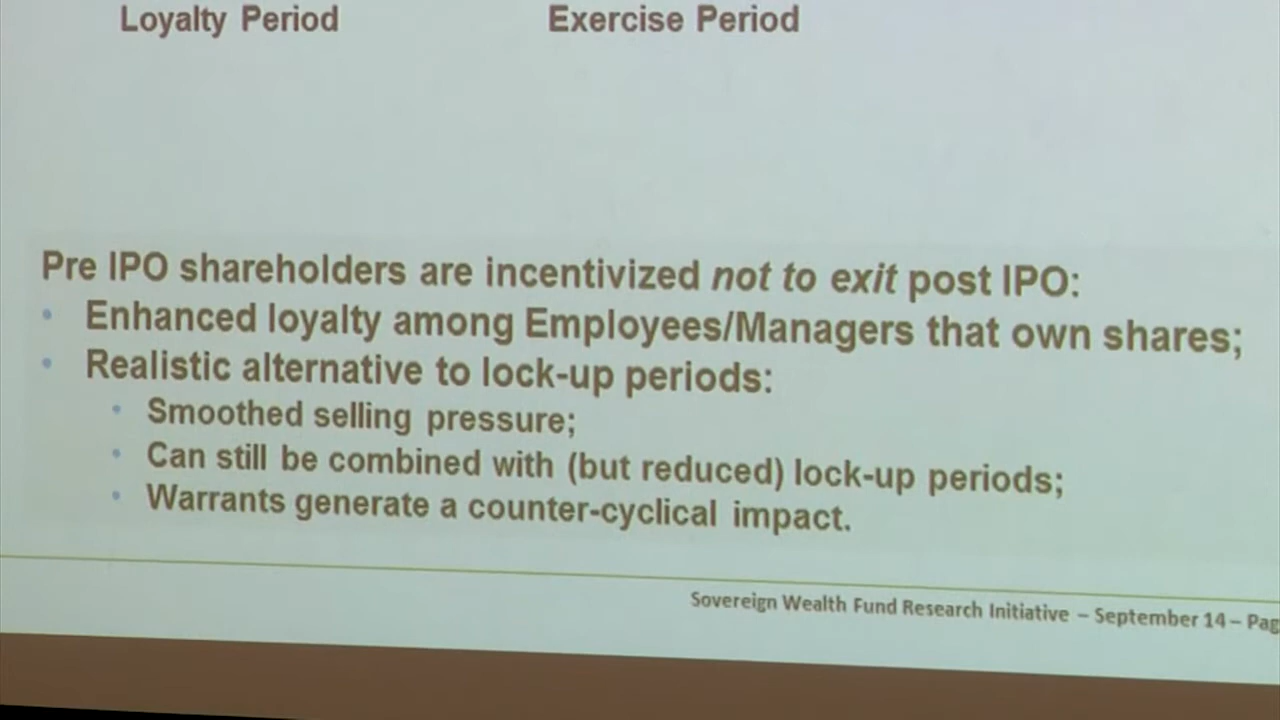 Loyalty Period Exercise Period
Pre IPO shareholders are incentivized not to exit post IPO:
• Enhanced loyalty among Employees/Managers that own shares;
• Realistic alternative to lock-up periods:
• Smoothed selling pressure;
• Can still be combined with (but reduced) lock-up periods;
• Warrants generate a counter-cyclical impact.
Sovereign Wealth Fund Research Initiative – September 14 – Pag